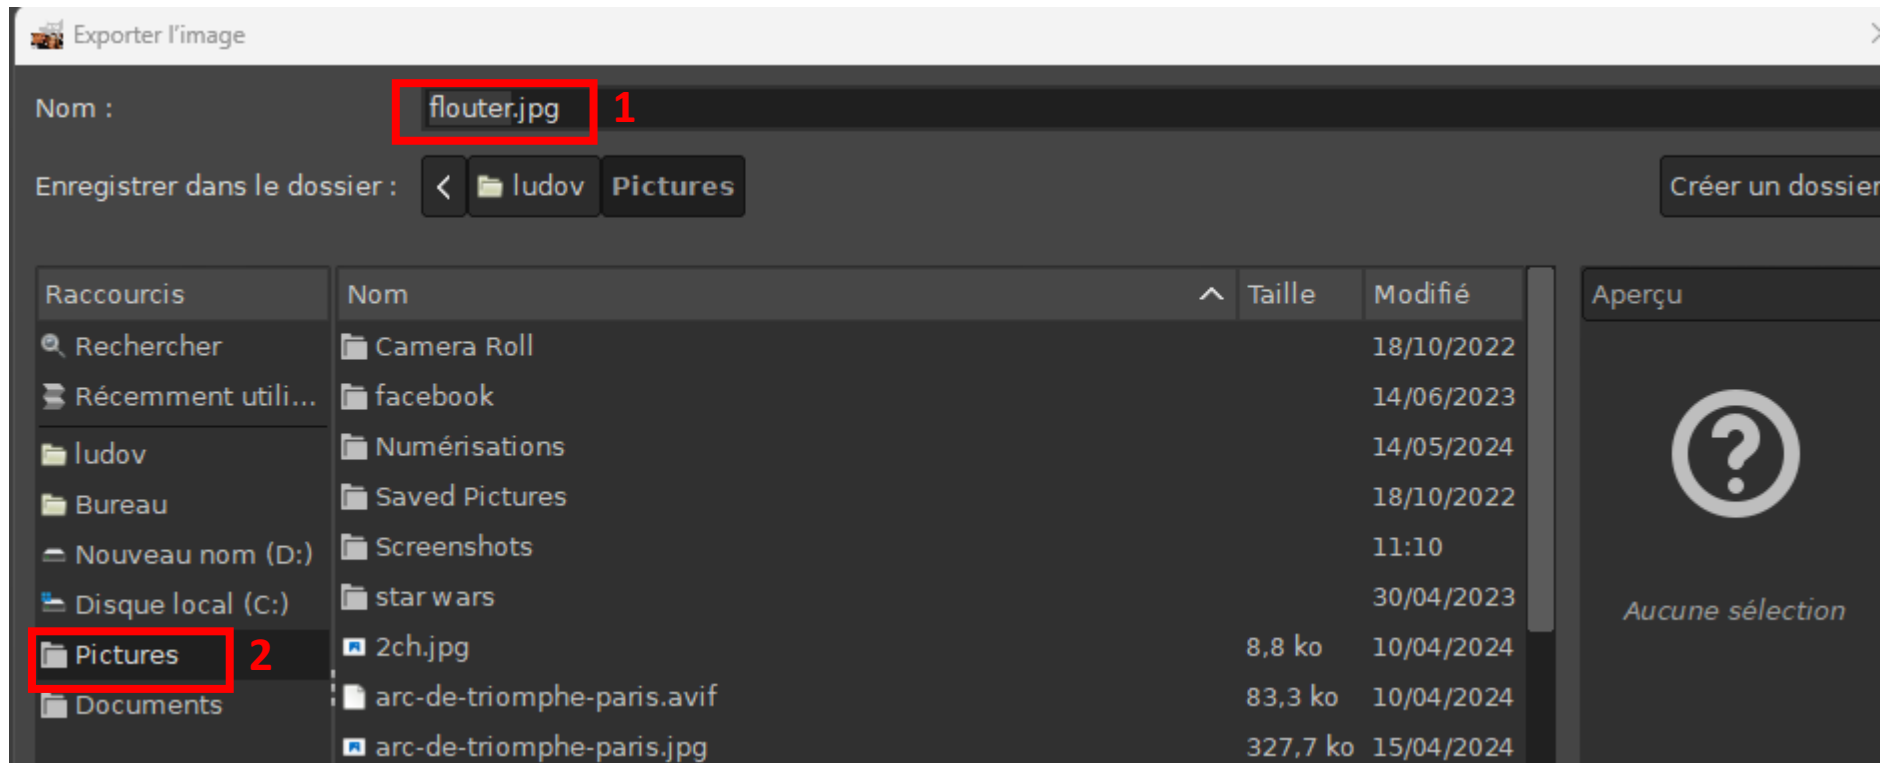 Exporter l'image
Nom :
flouter.jpg
1
Enregistrer dans le dossier :
ludov
Pictures
Créer un dossier
Raccourcis
Rechercher
Récemment utili...
ludov
Bureau
Nouveau nom (D:)
Disque local (C:)
Pictures
2
Documents
Nom Taille Modifié
Camera Roll 18/10/2022
facebook 14/06/2023
Numérisations 14/05/2024
Saved Pictures 18/10/2022
Screenshots 11:10
star wars 30/04/2023
2ch.jpg 8,8 ko 10/04/2024
arc-de-triomphe-paris.avif 83,3 ko 10/04/2024
arc-de-triomphe-paris.jpg 327,7 ko 15/04/2024
Aperçu
?
Aucune sélection